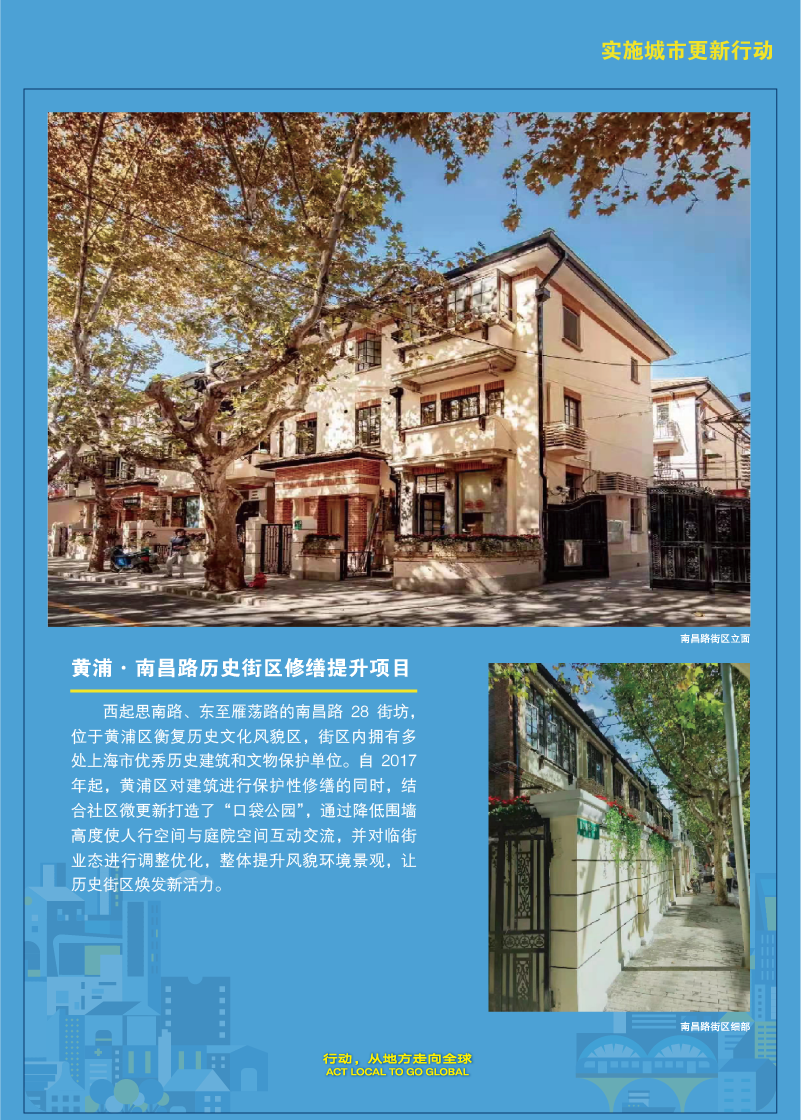 实施城市更新行动
南昌路街区立面
黄浦·南昌路历史街区修缮提升项目
西起思南路、东至雁荡路的南昌路 28 街坊，
位于黄浦区衡复历史文化风貌区，街区内拥有多
处上海市优秀历史建筑和文物保护单位。自 2017
年起，黄浦区对建筑进行保护性修缮的同时，结
合社区微更新打造了“口袋公园”，通过降低围墙
高度使人行空间与庭院空间互动交流，并对临街
业态进行调整优化，整体提升风貌环境景观，让
历史街区焕发新活力。
南昌路街区细部
行动，从地方走向全球
ACT LOCAL TO GO GLOBAL